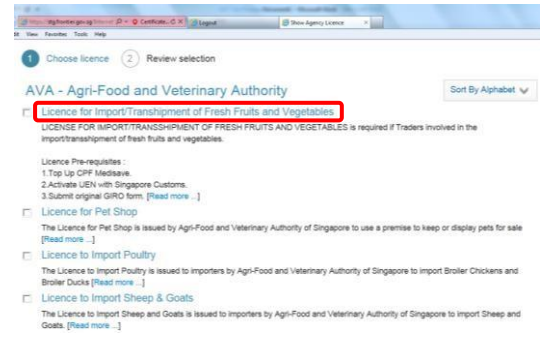 Certificate...
Logout
Show Agency Licence
View Favorites Tools Help
1 Choose licence 2 Review selection
AVA - Agri-Food and Veterinary Authority
Sort By Alphabet
Licence for Import/Transhipment of Fresh Fruits and Vegetables
LICENSE FOR IMPORT/TRANSSHIPMENT OF FRESH FRUITS AND VEGETABLES is required if Traders involved in the
import/transshipment of fresh fruits and vegetables.
Licence Pre-requisites :
1.Top Up CPF Medisave.
2.Activate UEN with Singapore Customs.
3.Submit original GIRO form. [Read more ...]
Licence for Pet Shop
The Licence for Pet Shop is issued by Agri-Food and Veterinary Authority of Singapore to use a premise to keep or display pets for sale
[Read more ...]
Licence to Import Poultry
The Licence to Import Poultry is issued to importers by Agri-Food and Veterinary Authority of Singapore to import Broiler Chickens and
Broiler Ducks [Read more ...]
Licence to Import Sheep & Goats
The Licence to Import Sheep and Goats is issued to importers by Agri-Food and Veterinary Authority of Singapore to import Sheep and
Goats. [Read more ...]